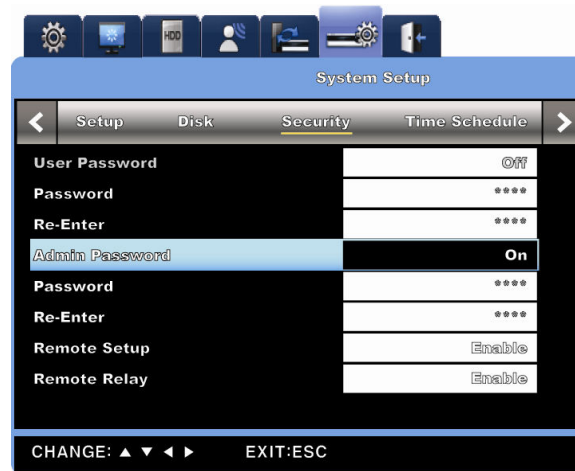 HDD
System Setup
Setup Disk Security Time Schedule
User Password Off
Password ****
Re-Enter ****
Admin Password On
Password ****
Re-Enter ****
Remote Setup Enable
Remote Relay Enable
CHANGE: ▲ ▼ ◀ ▶ EXIT:ESC